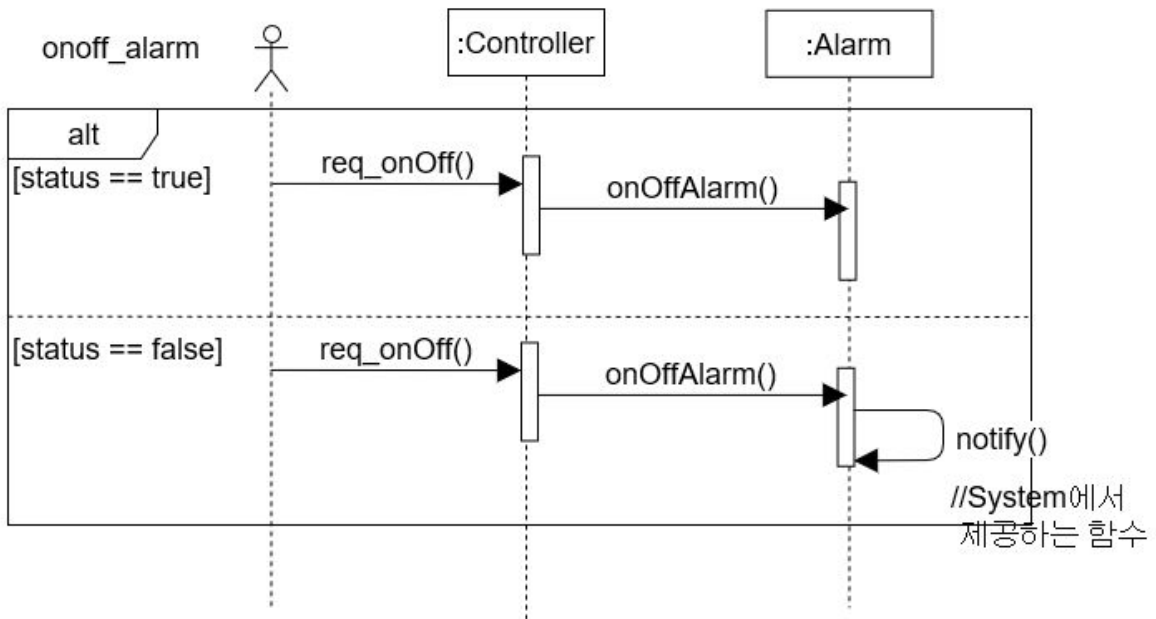 onoff_alarm
:Controller
:Alarm
alt
[status == true]
req_onOff()
onOffAlarm()
[status == false]
req_onOff()
onOffAlarm()
notify()
//System에서
제공하는 함수